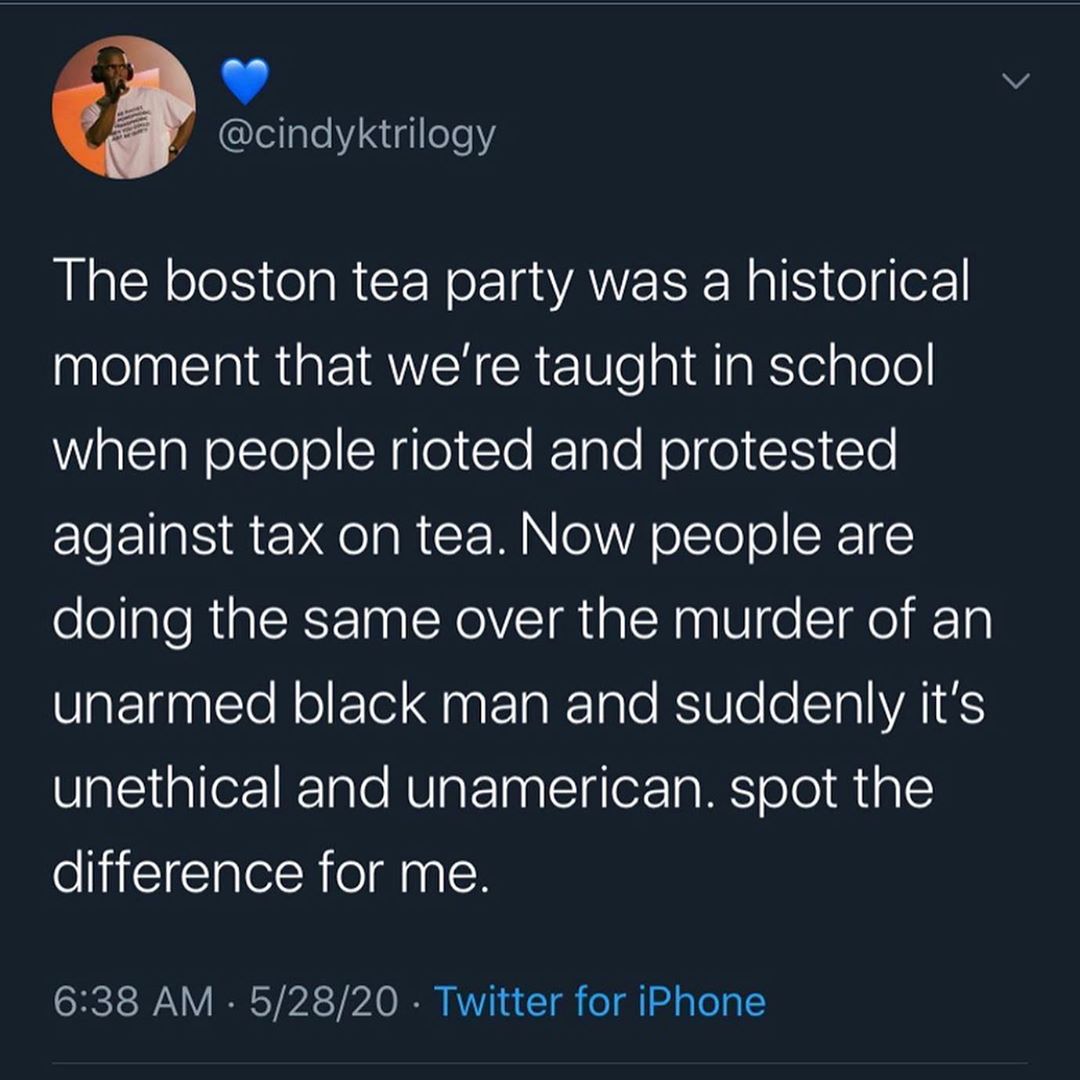 💙
@cindyktrilogy
The boston tea party was a historical
moment that we’re taught in school
when people rioted and protested
against tax on tea. Now people are
doing the same over the murder of an
unarmed black man and suddenly it’s
unethical and unamerican. spot the
difference for me.
6:38 AM · 5/28/20 · Twitter for iPhone